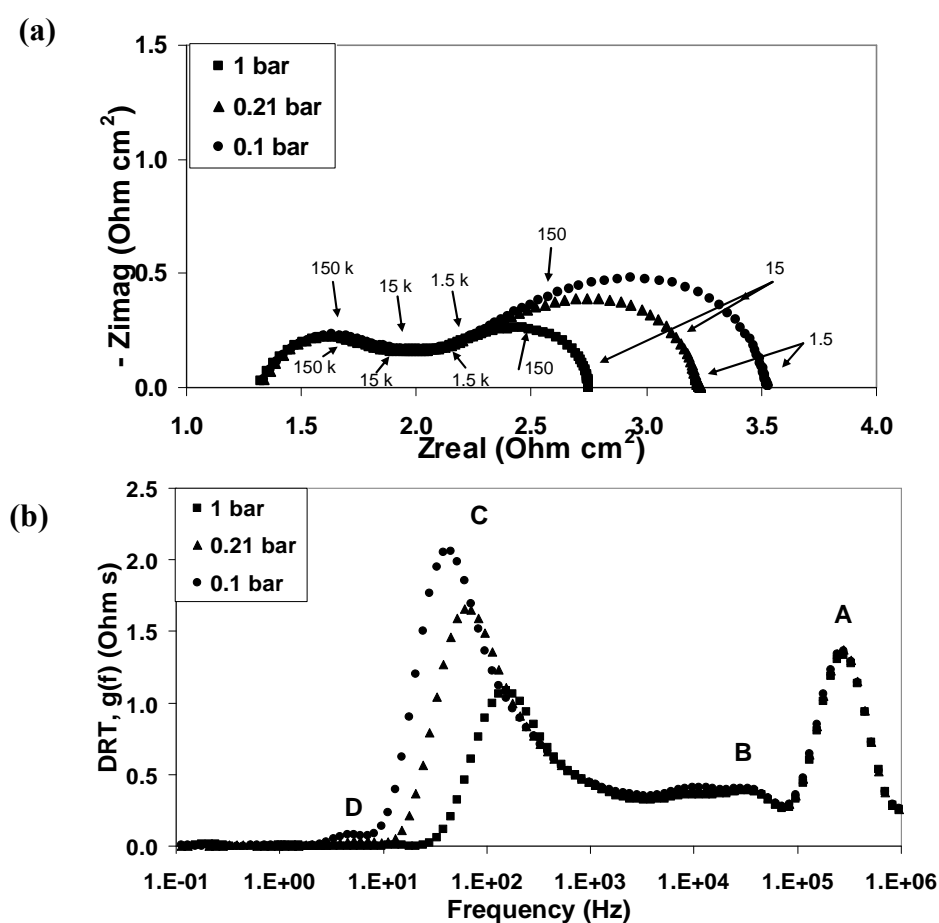 (a)
1.5
1.0
0.5
0.0
- Zimag (Ohm cm2)
1 bar
0.21 bar
0.1 bar
150 k
15 k
1.5 k
150
15
1.5
150 k
15 k
1.5 k
150
1.0 1.5 2.0 2.5 3.0 3.5 4.0
Zreal (Ohm cm2)
(b)
2.5
2.0
1.5
1.0
0.5
0.0
DRT, g(f) (Ohm s)
1 bar
0.21 bar
0.1 bar
C
A
B
D
1.E-01 1.E+00 1.E+01 1.E+02 1.E+03 1.E+04 1.E+05 1.E+06
Frequency (Hz)